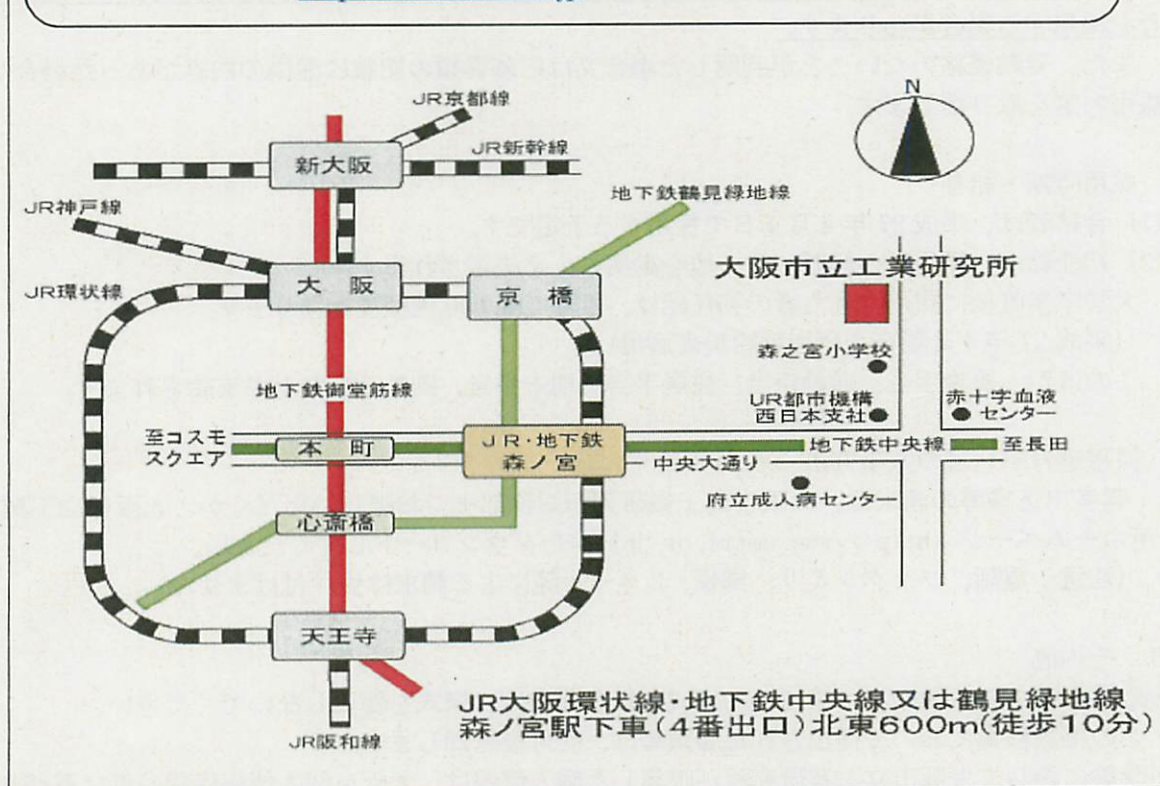 JR京都線
新大阪
JR新幹線
JR神戸線
地下鉄鶴見緑地線
JR環状線
大阪
京橋
N
大阪市立工業研究所
森之宮小学校
UR都市機構
西日本支社
赤十字血液
センター
地下鉄御堂筋線
至コスモ
スクエア
本町
JR・地下鉄
森ノ宮
中央大通り
地下鉄中央線
至長田
府立成人病センター
心斎橋
天王寺
JR阪和線
JR大阪環状線・地下鉄中央線又は鶴見緑地線
森ノ宮駅下車(4番出口)北東600m(徒歩10分)